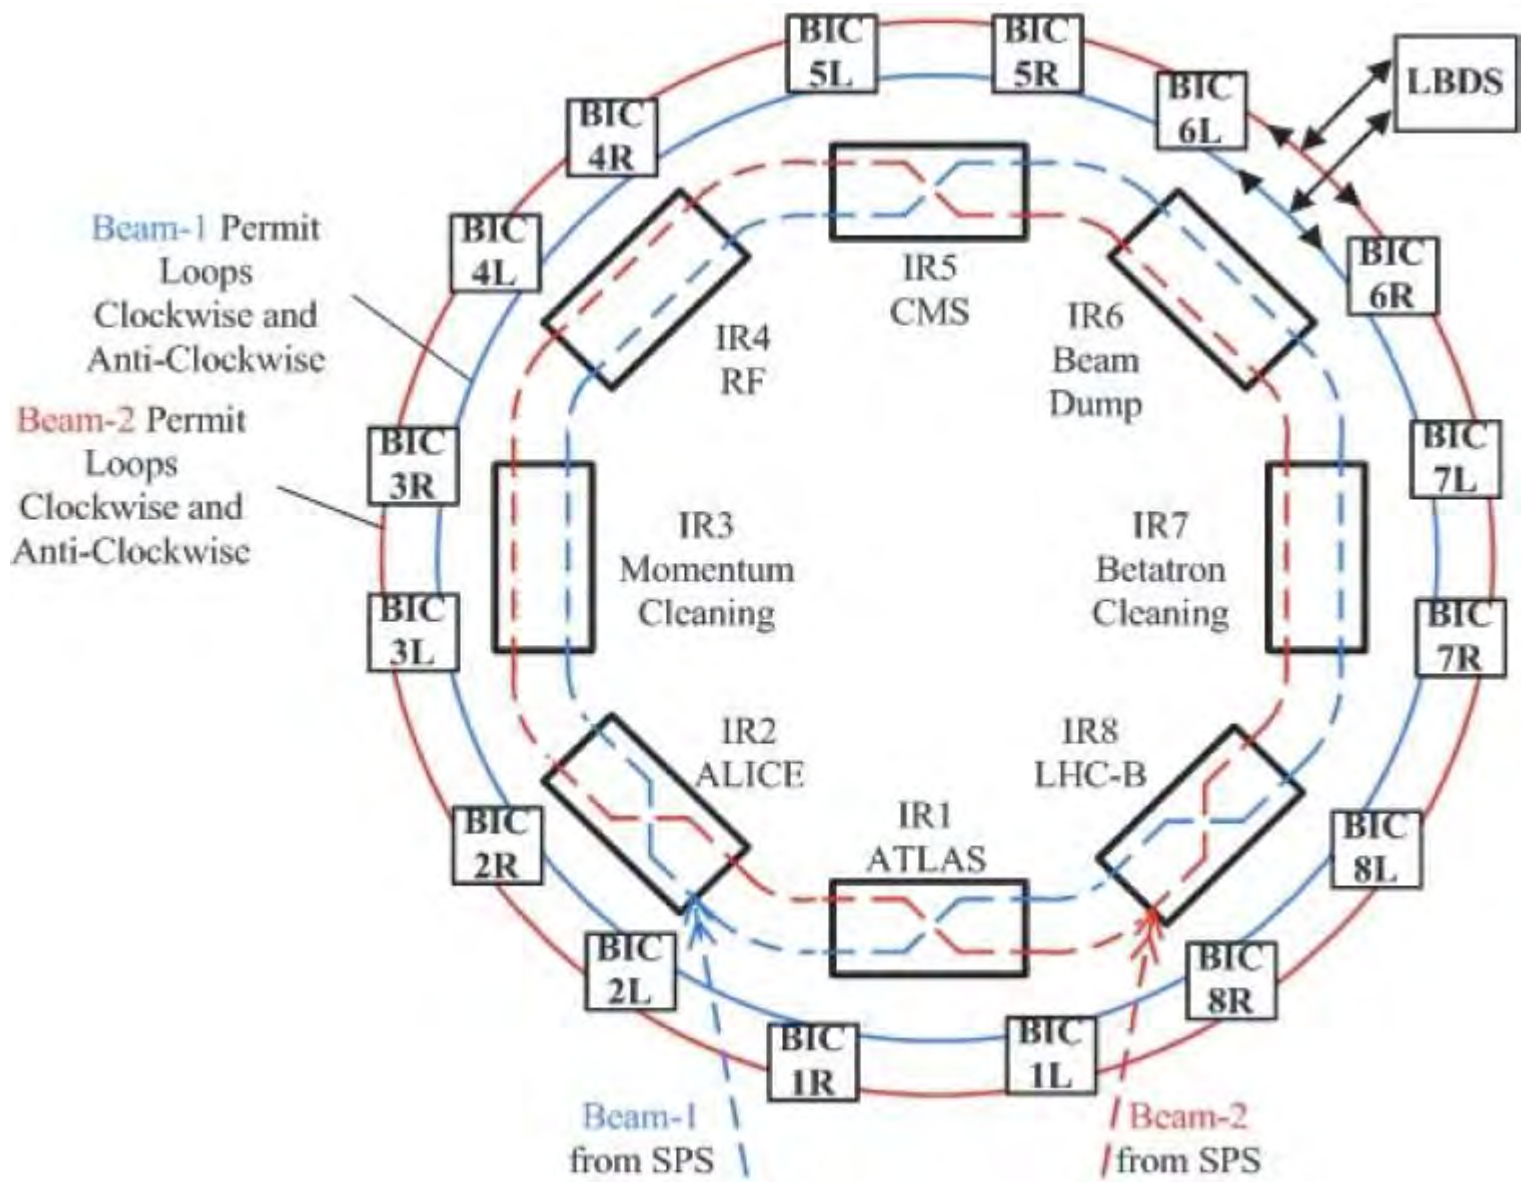 BIC
5L
BIC
5R
BIC
6L
LBDS
BIC
4R
BIC
4L
BIC
6R
Beam-1 Permit
Loops
Clockwise and
Anti-Clockwise
Beam-2 Permit
Loops
Clockwise and
Anti-Clockwise
IR5
CMS
IR4
RF
IR6
Beam
Dump
BIC
3R
BIC
7L
IR3
Momentum
Cleaning
IR7
Betatron
Cleaning
BIC
3L
BIC
7R
IR2
ALICE
IR8
LHC-B
IR1
ATLAS
BIC
2R
BIC
8L
BIC
2L
BIC
8R
BIC
1R
BIC
1L
Beam-1
from SPS
Beam-2
from SPS